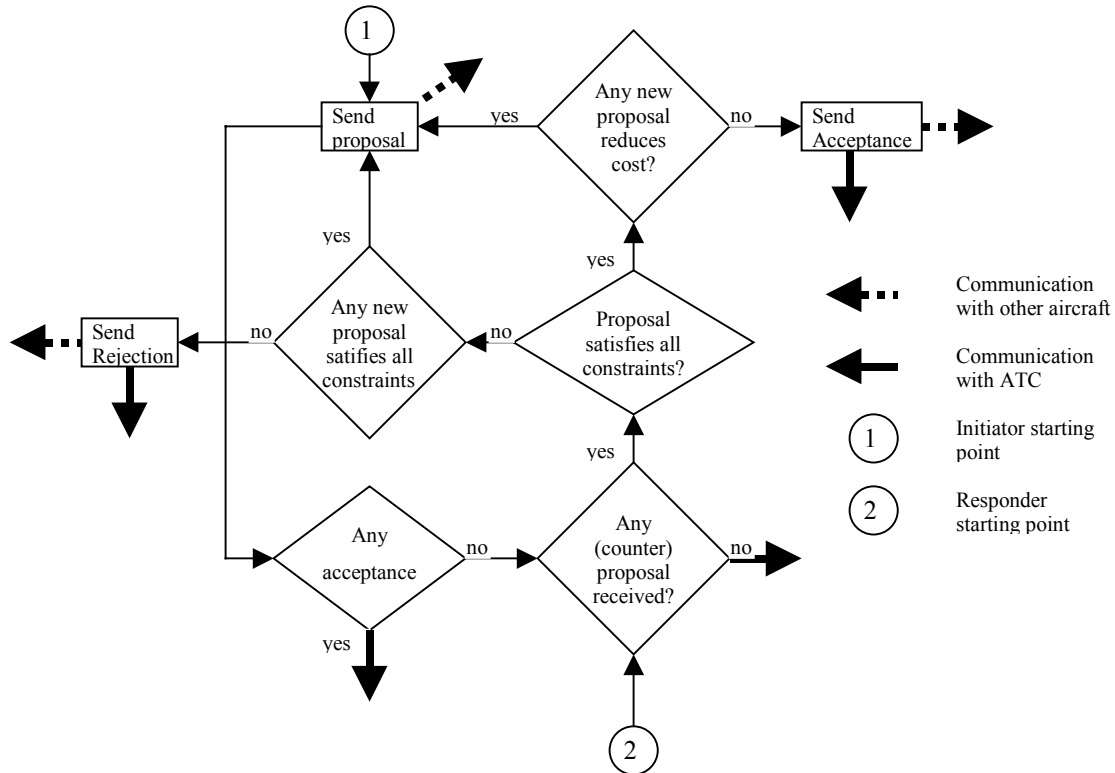 1
Send
proposal
yes
Any new
proposal
reduces
cost?
no
Send
Acceptance
yes
yes
Send
Rejection
no
Any new
proposal
satifies all
constraints
no
Proposal
satisfies all
constraints?
Communication
with other aircraft
Communication
with ATC
1
Initiator starting
point
2
Responder
starting point
yes
Any
acceptance
no
Any
(counter)
proposal
received?
no
yes
2